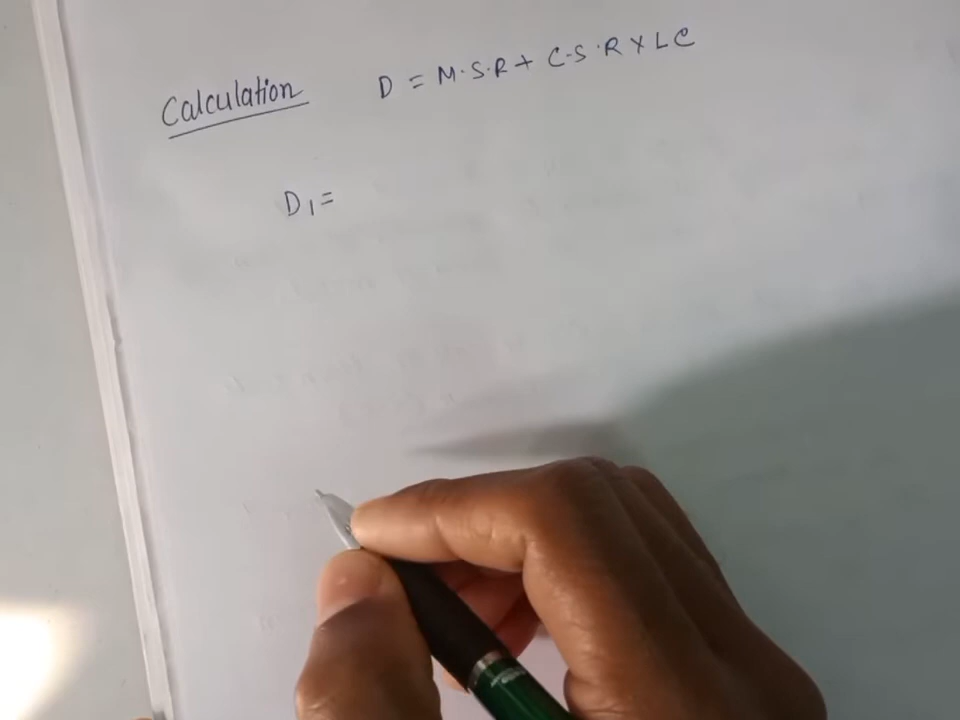 Calculation D = M.S.R + C.S.R X LC
D1 =